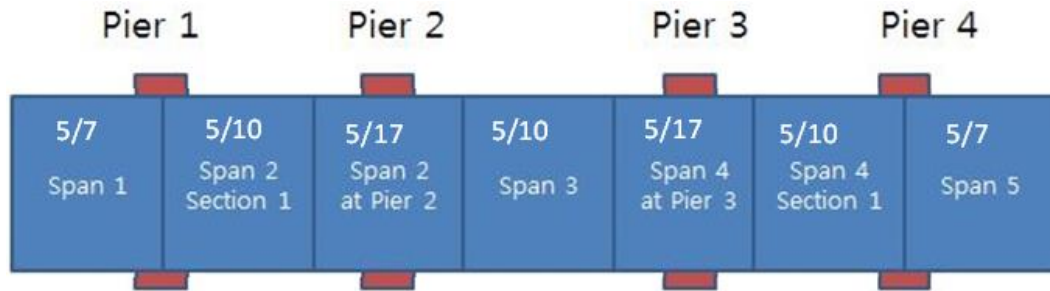 Pier 1
Pier 2
Pier 3
Pier 4
5/7
Span 1
5/10
Span 2
Section 1
5/17
Span 2
at Pier 2
5/10
Span 3
5/17
Span 4
at Pier 3
5/10
Span 4
Section 1
5/7
Span 5